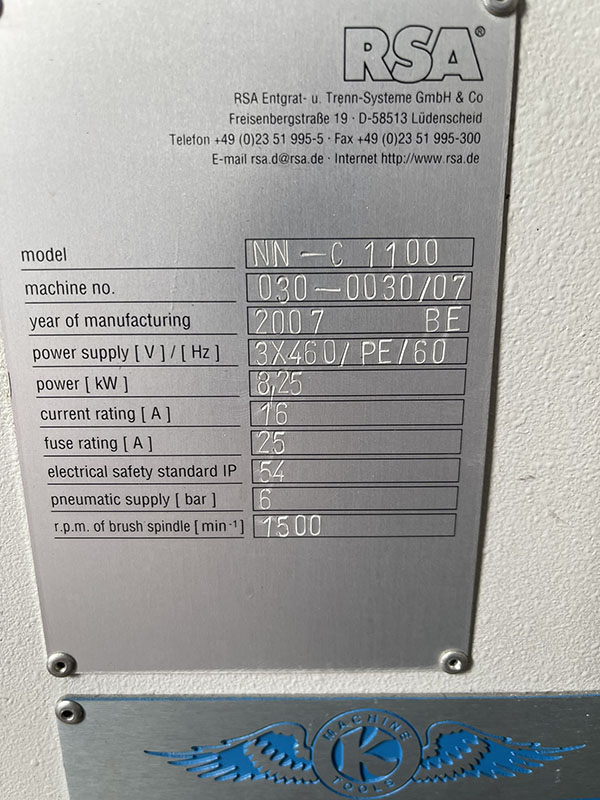 RSA®
RSA Entgrat- u. Trenn-Systeme GmbH & Co
Freisenbergstraße 19 · D-58513 Lüdenscheid
Telefon +49 (0)23 51 995-5 · Fax +49 (0)23 51 995-300
E-mail rsa.d@rsa.de · Internet http://www.rsa.de
model NN-C 1100
machine no. 030-0030/07
year of manufacturing 2007 BE
power supply [ V ] / [ Hz ] 3X460/PE/60
power [ kW ] 8,25
current rating [ A ] 16
fuse rating [ A ] 25
electrical safety standard IP 54
pneumatic supply [ bar ] 6
r.p.m. of brush spindle [ min-1 ] 1500
MACHINE
K
TOOLS